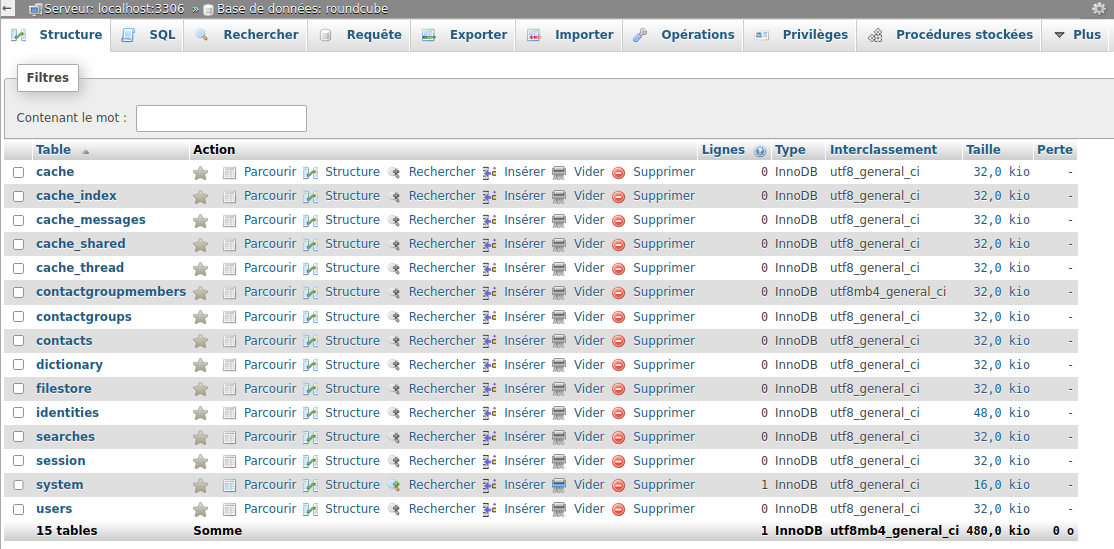 Serveur: localhost:3306 » Base de données: roundcube
Structure SQL Rechercher Requête Exporter Importer Opérations Privilèges Procédures stockées Plus
Filtres
Contenant le mot :
Table Action Lignes Type Interclassement Taille Perte
cache Parcourir Structure Rechercher Insérer Vider Supprimer 0 InnoDB utf8_general_ci 32,0 kio -
cache_index Parcourir Structure Rechercher Insérer Vider Supprimer 0 InnoDB utf8_general_ci 32,0 kio -
cache_messages Parcourir Structure Rechercher Insérer Vider Supprimer 0 InnoDB utf8_general_ci 32,0 kio -
cache_shared Parcourir Structure Rechercher Insérer Vider Supprimer 0 InnoDB utf8_general_ci 32,0 kio -
cache_thread Parcourir Structure Rechercher Insérer Vider Supprimer 0 InnoDB utf8_general_ci 32,0 kio -
contactgroupmembers Parcourir Structure Rechercher Insérer Vider Supprimer 0 InnoDB utf8mb4_general_ci 32,0 kio -
contactgroups Parcourir Structure Rechercher Insérer Vider Supprimer 0 InnoDB utf8_general_ci 32,0 kio -
contacts Parcourir Structure Rechercher Insérer Vider Supprimer 0 InnoDB utf8_general_ci 32,0 kio -
dictionary Parcourir Structure Rechercher Insérer Vider Supprimer 0 InnoDB utf8_general_ci 32,0 kio -
filestore Parcourir Structure Rechercher Insérer Vider Supprimer 0 InnoDB utf8_general_ci 32,0 kio -
identities Parcourir Structure Rechercher Insérer Vider Supprimer 0 InnoDB utf8_general_ci 48,0 kio -
searches Parcourir Structure Rechercher Insérer Vider Supprimer 0 InnoDB utf8_general_ci 32,0 kio -
session Parcourir Structure Rechercher Insérer Vider Supprimer 0 InnoDB utf8_general_ci 32,0 kio -
system Parcourir Structure Rechercher Insérer Vider Supprimer 1 InnoDB utf8_general_ci 16,0 kio -
users Parcourir Structure Rechercher Insérer Vider Supprimer 0 InnoDB utf8_general_ci 32,0 kio -
15 tables Somme 1 InnoDB utf8mb4_general_ci 480,0 kio 0 o